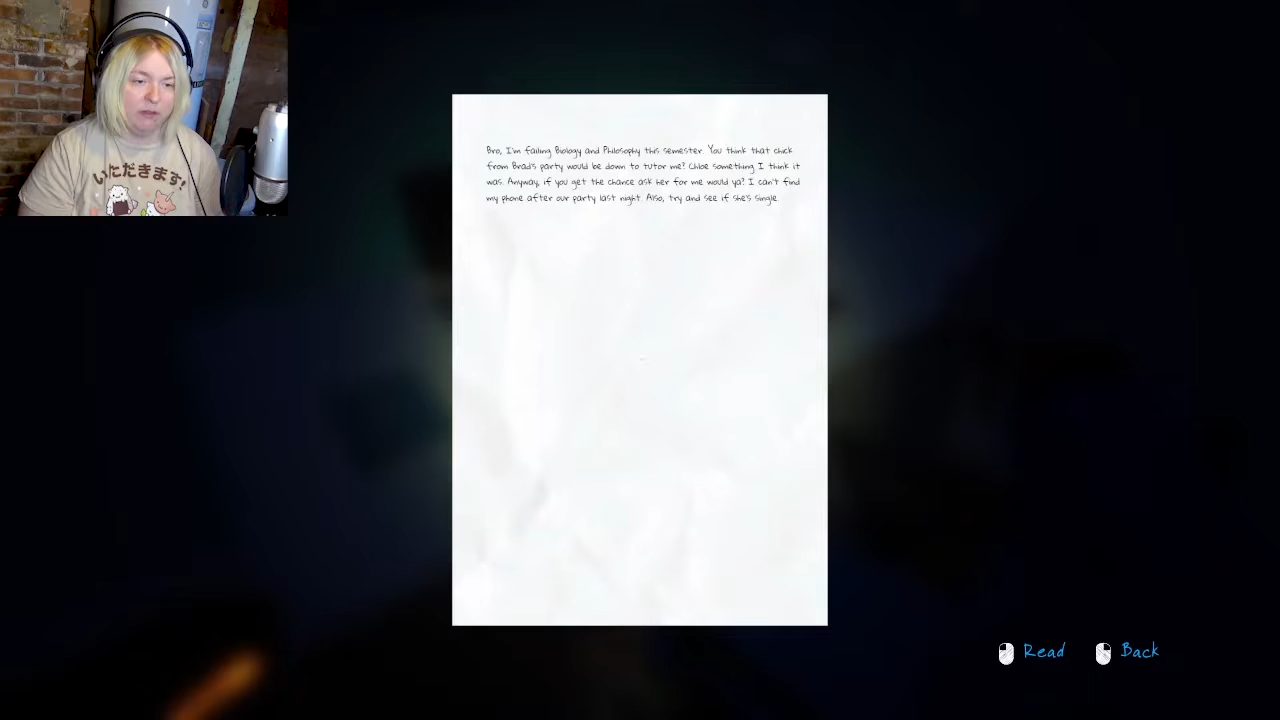 いただきます!
Bro, I'm failing Biology and Philosophy this semester. You think that chick
from Brad's party would be down to tutor me? Chloe something I think it
was. Anyway, if you get the chance ask her for me would ya? I can't find
my phone after our party last night. Also, try and see if she's single.
Read
Back